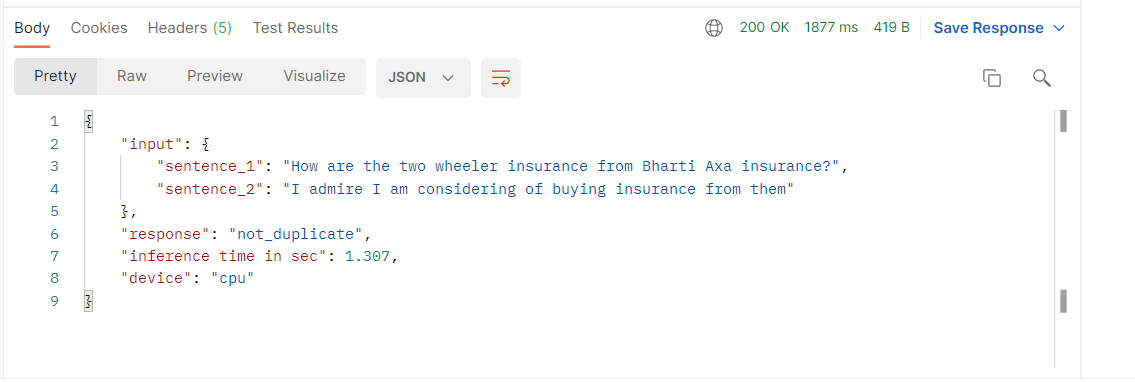 Body Cookies Headers (5) Test Results 200 OK 1877 ms 419 B Save Response
Pretty Raw Preview Visualize JSON
1 {
2 "input": {
3 "sentence_1": "How are the two wheeler insurance from Bharti Axa insurance?",
4 "sentence_2": "I admire I am considering of buying insurance from them"
5 },
6 "response": "not_duplicate",
7 "inference time in sec": 1.307,
8 "device": "cpu"
9 }